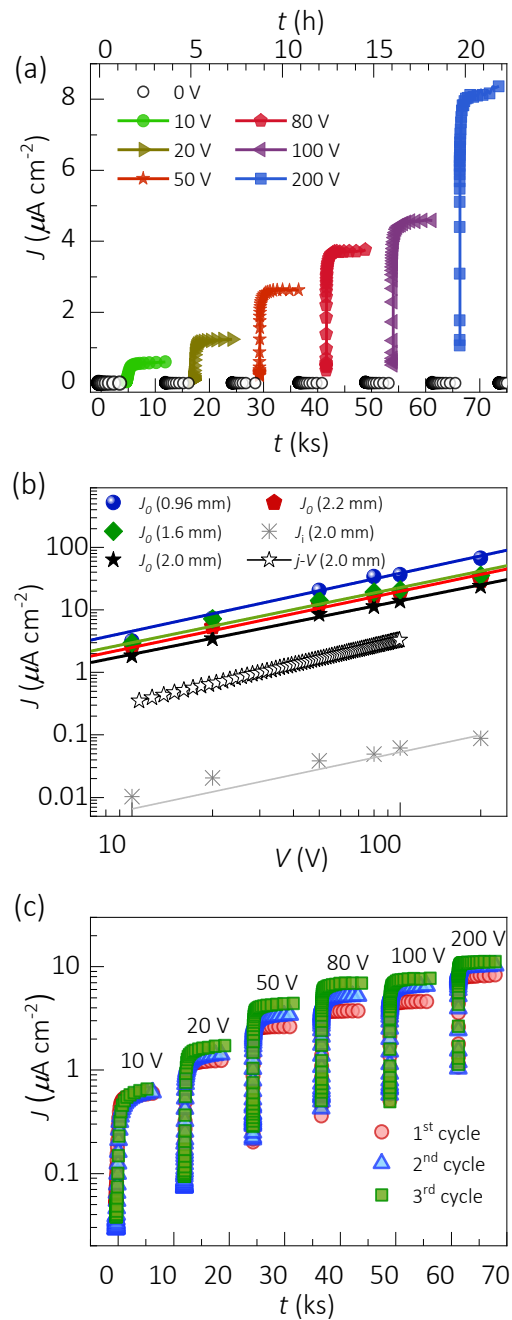 t (h)
0 5 10 15 20
(a)
0 V
10 V 80 V
20 V 100 V
50 V 200 V
8
6
4
2
0
J (μA cm⁻²)
0 10 20 30 40 50 60 70
t (ks)
(b)
J₀ (0.96 mm) J₀ (2.2 mm)
J₀ (1.6 mm) Jᵢ (2.0 mm)
J₀ (2.0 mm) j-V (2.0 mm)
100
10
1
0.1
0.01
J (μA cm⁻²)
10 100
V (V)
(c)
10 V 20 V 50 V 80 V 100 V 200 V
10
1
0.1
J (μA cm⁻²)
1ˢᵗ cycle
2ⁿᵈ cycle
3ʳᵈ cycle
0 10 20 30 40 50 60 70
t (ks)